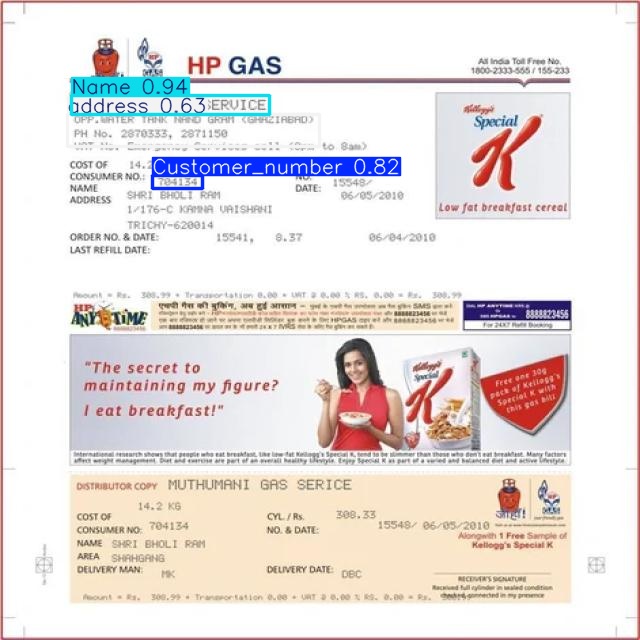 HP GAS
All India Toll Free No.
1800-2333-555 / 155-233
Name 0.94
address 0.63 SERVICE
OPP.WATER TANK NAND GRAM (GHAZIABAD)
PH No. 2870333, 2871150
Customer_number 0.82
COST OF 14.2
CONSUMER NO.: 704134 NO. 15548/
NAME SHRI BHOLI RAM DATE: 06/05/2010
ADDRESS 1/176-C KAMNA VAISHANI
TRICHY-620014
ORDER NO. & DATE: 15541, 8.37 06/04/2010
LAST REFILL DATE:
Kellogg's
Special
K
Low fat breakfast cereal
Amount = Rs. 308.99 + Transportation 0.00 + VAT @ 0.00 % RS. 0.00 = Rs. 308.99
HP
ANYTIME
8888823456
एचपी गैस की बुकिंग, अब हुई आसान
DIAL HP ANYTIME IVRS @
Or
SMS HPGAS to 8888823456
For 24X7 Refill Booking
"The secret to
maintaining my figure?
I eat breakfast!"
Kellogg's
Special
K
Free one 30g
pack of Kellogg's
Special K with
this gas bill
International research shows that people who eat breakfast, like low-fat Kellogg's Special K, tend to be slimmer than those who don't eat breakfast. Many factors
affect weight management. Diet and exercise are part of an overall healthy lifestyle. Enjoy Special K as part of a varied and balanced diet and active lifestyle.
DISTRIBUTOR COPY MUTHUMANI GAS SERICE
14.2 KG
COST OF CYL. / Rs. 308.33
CONSUMER NO: 704134 NO. & DATE: 15548/ 06/05/2010
NAME SHRI BHOLI RAM
AREA SHAHGANG
DELIVERY MAN: MK DELIVERY DATE: DBC
Alongwith 1 Free Sample of
Kellogg's Special K
RECEIVER'S SIGNATURE
Received full cylinder in sealed condition
checked, connected in my presence
Amount = Rs. 308.99 + Transportation 0.00 + VAT @ 0.00 % RS. 0.00 = Rs.